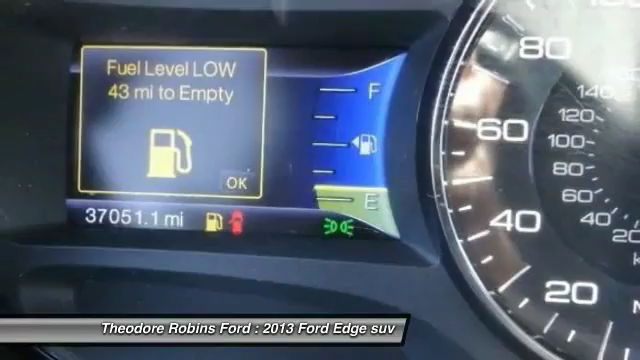 Fuel Level LOW
43 mi to Empty
OK
37051.1 mi
F
E
80
60
40
20
140
120
100
80
60
40
20
Theodore Robins Ford : 2013 Ford Edge suv